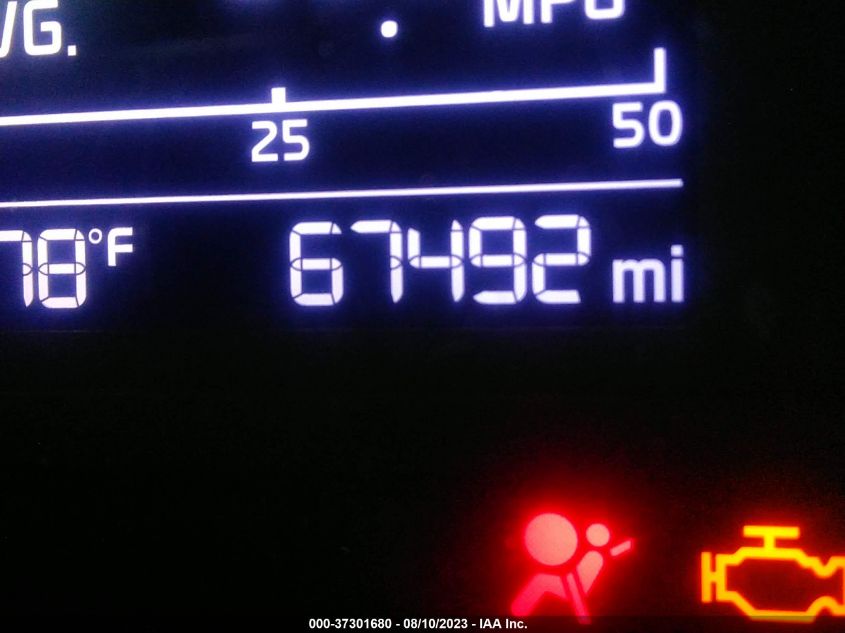 VG. MPG
25 50
78°F 67492 mi
000-37301680 - 08/10/2023 - IAA Inc.